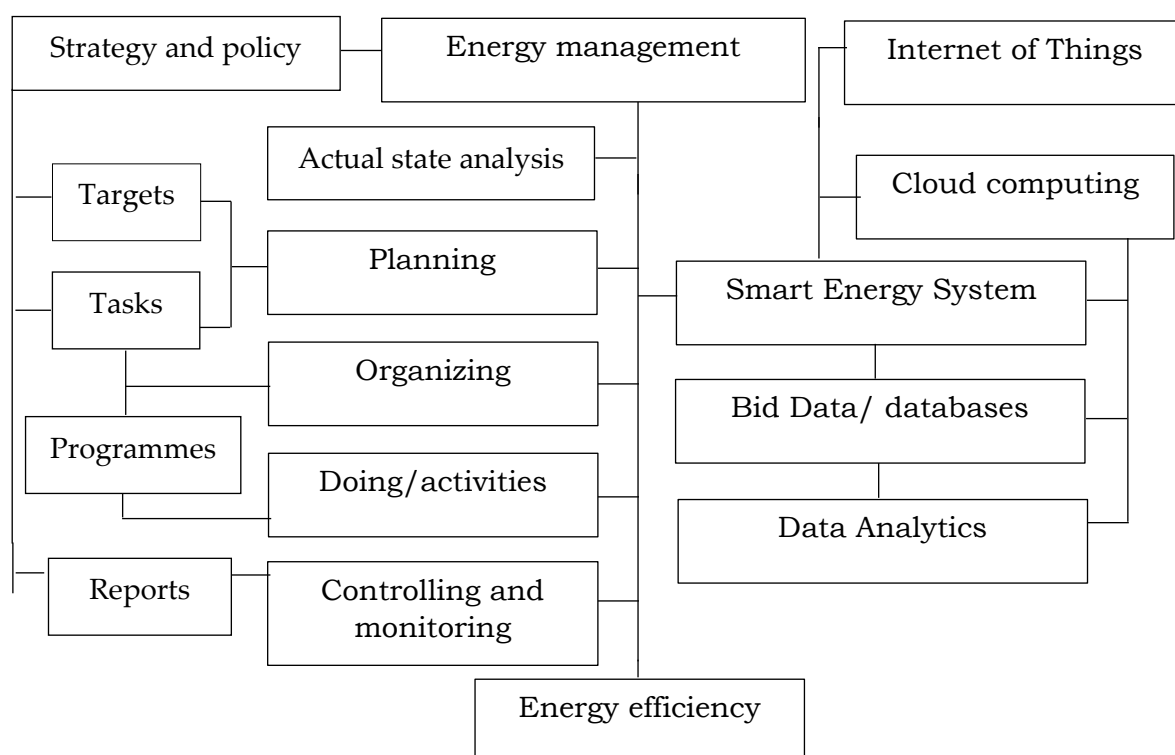 Strategy and policy
Energy management
Internet of Things
Actual state analysis
Cloud computing
Targets
Planning
Smart Energy System
Tasks
Organizing
Bid Data/ databases
Programmes
Doing/activities
Data Analytics
Reports
Controlling and
monitoring
Energy efficiency